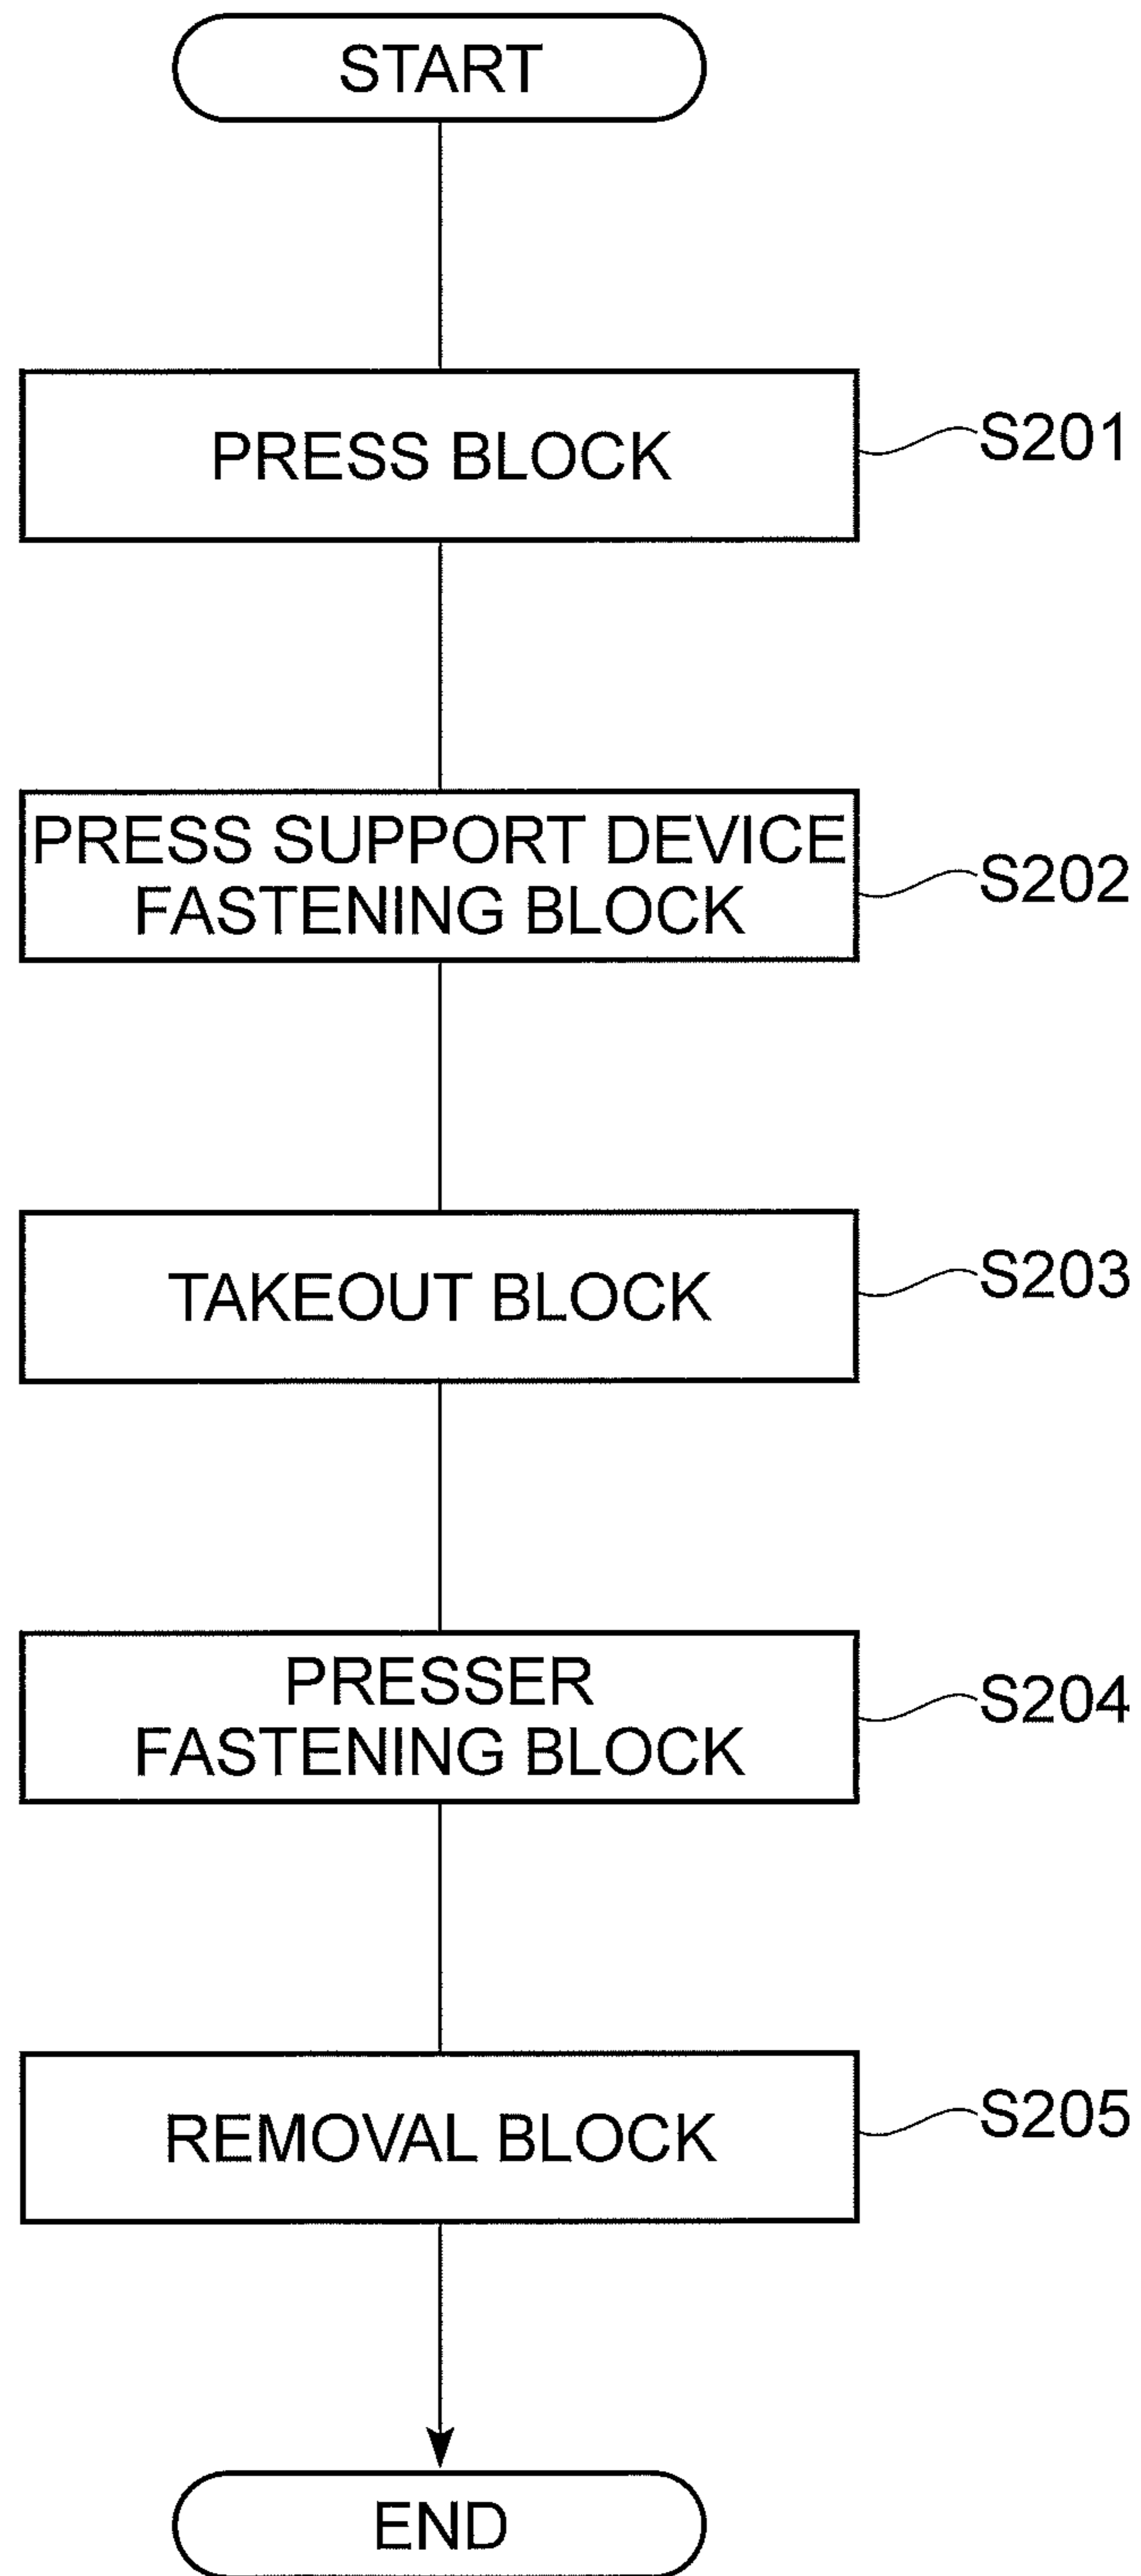 START
PRESS BLOCK
S201
PRESS SUPPORT DEVICE
FASTENING BLOCK
S202
TAKEOUT BLOCK
S203
PRESSER
FASTENING BLOCK
S204
REMOVAL BLOCK
S205
END